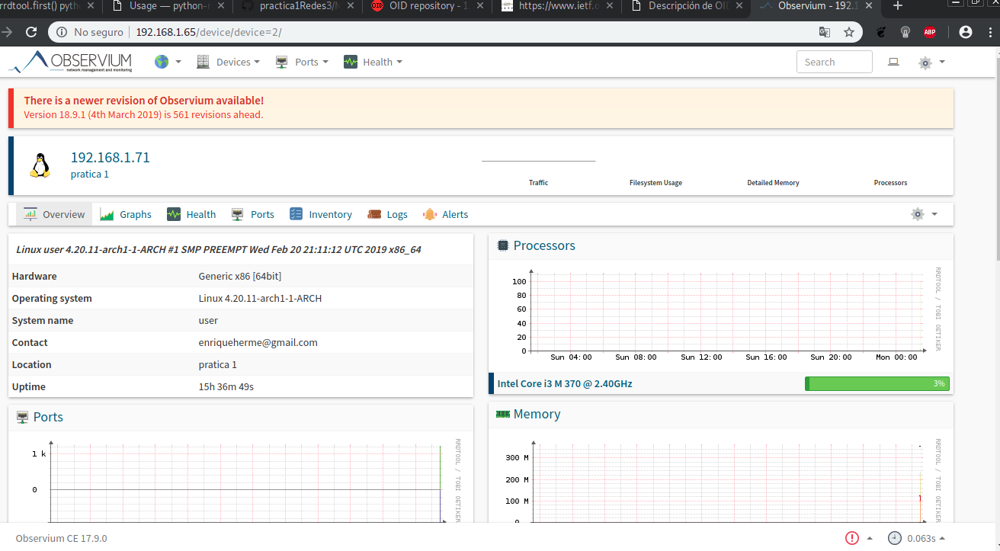 rrdtool.first() pyth
Usage — python-r
practica1Redes3/M
OID repository - 1
https://www.ietf.o
Descripción de OID
Observium - 192.1
No seguro
192.168.1.65/device/device=2/
ABP
OBSERVIUM
network management and monitoring
Devices
Ports
Health
Search
There is a newer revision of Observium available!
Version 18.9.1 (4th March 2019) is 561 revisions ahead.
192.168.1.71
pratica 1
Traffic
Filesystem Usage
Detailed Memory
Processors
Overview
Graphs
Health
Ports
Inventory
Logs
Alerts
Linux user 4.20.11-arch1-1-ARCH #1 SMP PREEMPT Wed Feb 20 21:11:12 UTC 2019 x86_64
Hardware Generic x86 [64bit]
Operating system Linux 4.20.11-arch1-1-ARCH
System name user
Contact enriqueherme@gmail.com
Location pratica 1
Uptime 15h 36m 49s
Processors
100
80
60
40
20
0
Sun 04:00 Sun 08:00 Sun 12:00 Sun 16:00 Sun 20:00 Mon 00:00
RRDTOOL / TOBI OETIKER
Intel Core i3 M 370 @ 2.40GHz 3%
Ports
1 k
0
RRDTOOL / TOBI OETIKER
Memory
300 M
200 M
100 M
0
RRDTOOL / TOBI OETIKER
Observium CE 17.9.0
0.063s